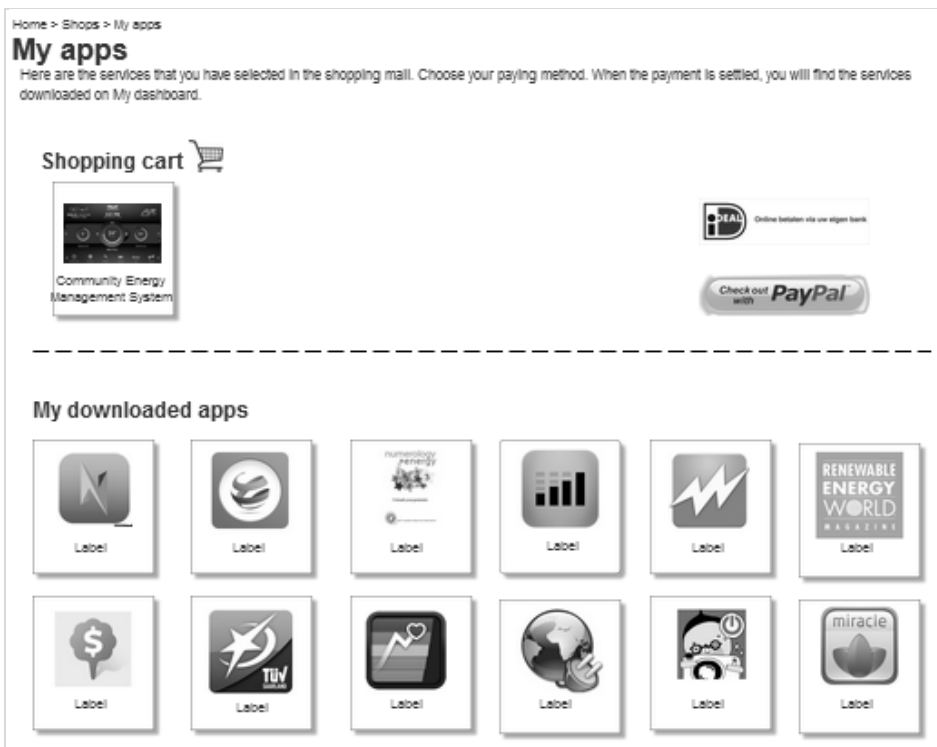 Home > Shops > My apps
My apps
Here are the services that you have selected in the shopping mall. Choose your paying method. When the payment is settled, you will find the services
downloaded on My dashboard.
Shopping cart
iDEAL Online betalen via uw eigen bank
Community Energy
Management System
Check out
with PayPal
My downloaded apps
numerology
energy
RENEWABLE
ENERGY
WORLD
MAGAZINE
Label Label Label Label Label Label
$
miracle
TÜV
SAARLAND
Label Label Label Label Label Label